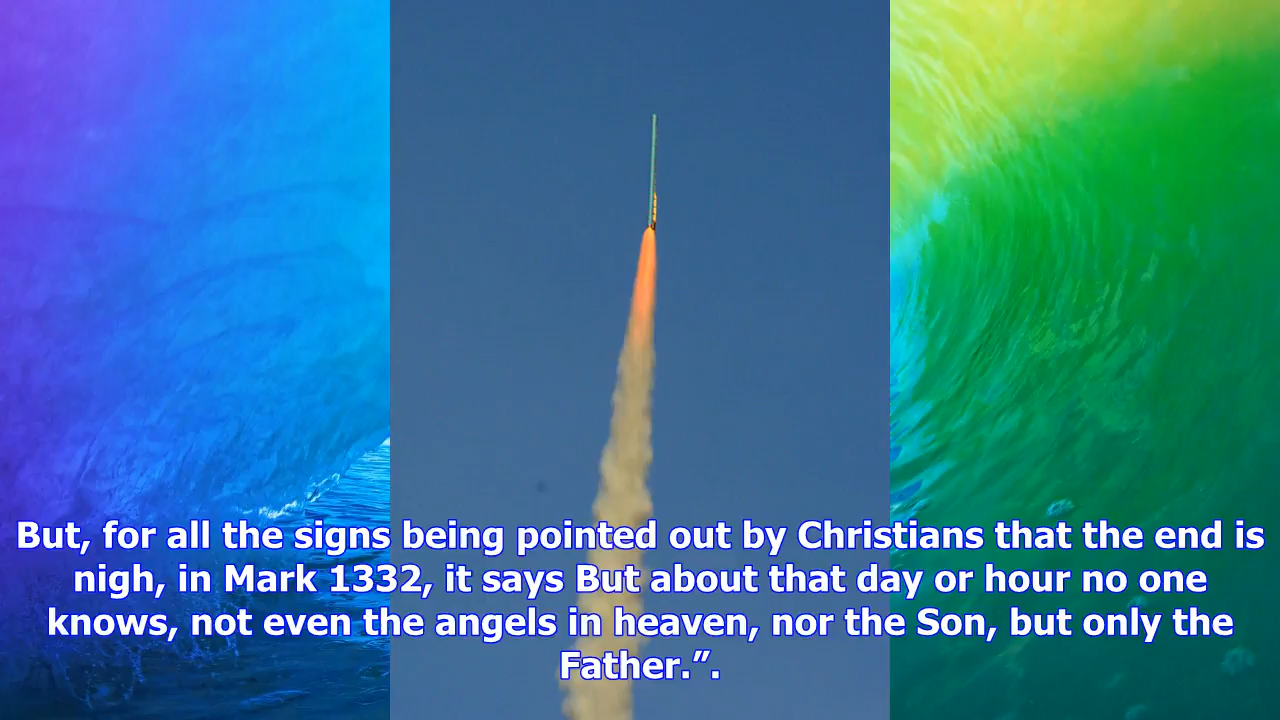 But, for all the signs being pointed out by Christians that the end is
nigh, in Mark 1332, it says But about that day or hour no one
knows, not even the angels in heaven, nor the Son, but only the
Father.”.